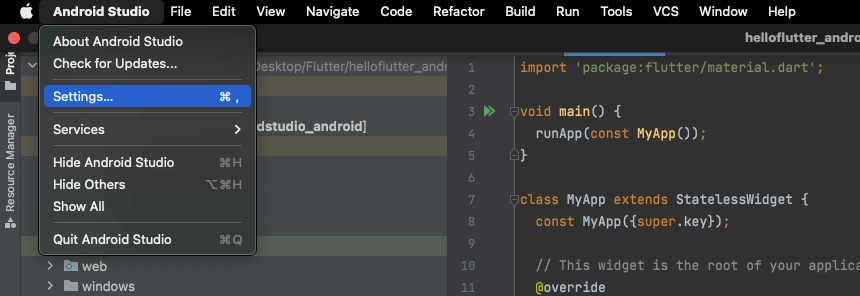 Android Studio File Edit View Navigate Code Refactor Build Run Tools VCS Window Help
helloflutter_andro
About Android Studio
Check for Updates...
Settings... ⌘ ,
Services
Hide Android Studio ⌘H
Hide Others ⌥⌘H
Show All
Quit Android Studio ⌘Q
Proje
Resource Manager
Desktop/Flutter/helloflutter_andr
dstudio_android]
web
windows
1 import 'package:flutter/material.dart';
2
3 void main() {
4 runApp(const MyApp());
5 }
6
7 class MyApp extends StatelessWidget {
8 const MyApp({super.key});
9
10 // This widget is the root of your applica
11 @override